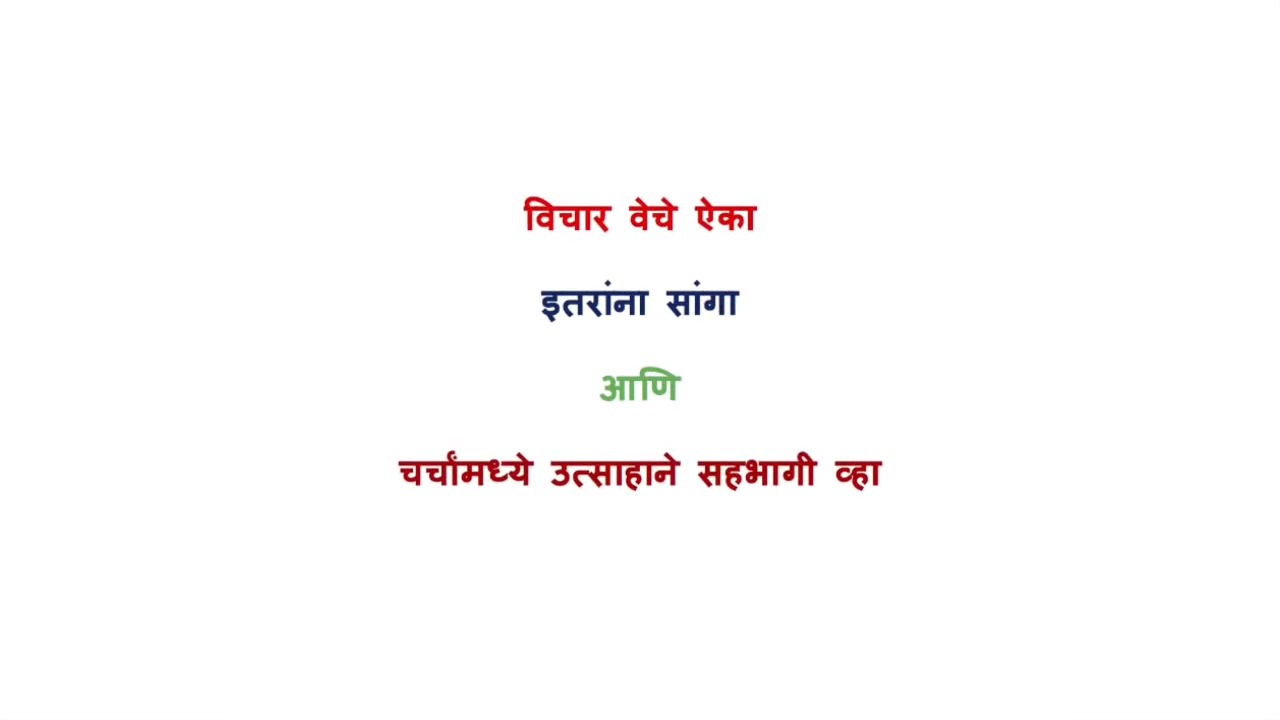 विचार वेचे ऐका
इतरांना सांगा
आणि
चर्चांमध्ये उत्साहाने सहभागी व्हा